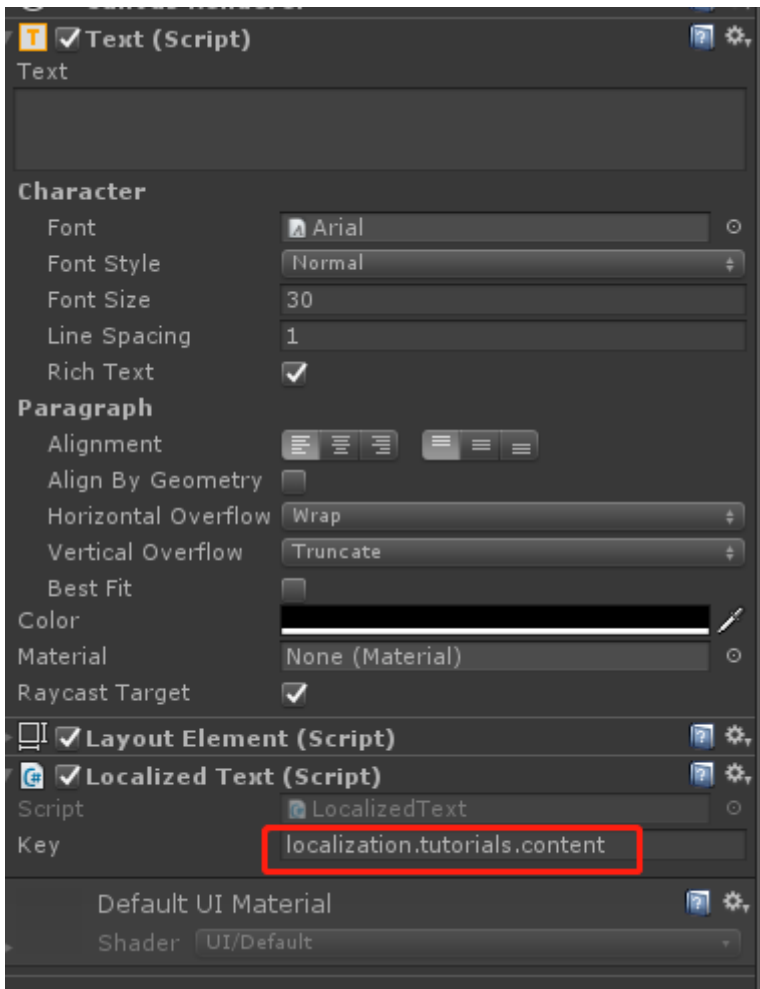 Canvas Renderer
Text (Script)
Text
Character
Font Arial
Font Style Normal
Font Size 30
Line Spacing 1
Rich Text
Paragraph
Alignment
Align By Geometry
Horizontal Overflow Wrap
Vertical Overflow Truncate
Best Fit
Color
Material None (Material)
Raycast Target
Layout Element (Script)
Localized Text (Script)
Script LocalizedText
Key localization.tutorials.content
Default UI Material
Shader UI/Default